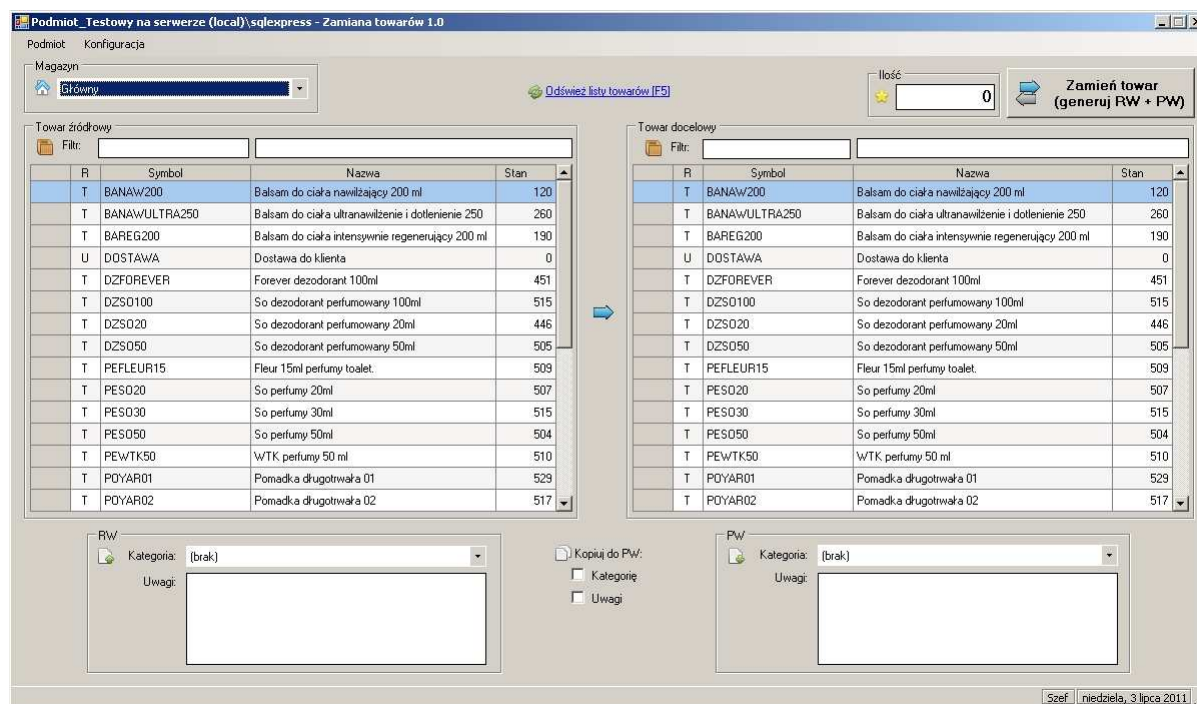 Podmiot_Testowy na serwerze (local)\sqlexpress - Zamiana towarów 1.0
Podmiot Konfiguracja
Magazyn
Główny
Odśwież listy towarów [F5]
Ilość
0
Zamień towar
(generuj RW + PW)
Towar źródłowy
Filtr:
R Symbol Nazwa Stan
T BANAW200 Balsam do ciała nawilżający 200 ml 120
T BANAWULTRA250 Balsam do ciała ultranawilżenie i dotlenienie 250 260
T BAREG200 Balsam do ciała intensywnie regenerujący 200 ml 190
U DOSTAWA Dostawa do klienta 0
T DZFOREVER Forever dezodorant 100ml 451
T DZSO100 So dezodorant perfumowany 100ml 515
T DZSO20 So dezodorant perfumowany 20ml 446
T DZSO50 So dezodorant perfumowany 50ml 505
T PEFLEUR15 Fleur 15ml perfumy toalet. 509
T PESO20 So perfumy 20ml 507
T PESO30 So perfumy 30ml 515
T PESO50 So perfumy 50ml 504
T PEWTK50 WTK perfumy 50 ml 510
T POYAR01 Pomadka długotrwała 01 529
T POYAR02 Pomadka długotrwała 02 517
Towar docelowy
Filtr:
R Symbol Nazwa Stan
T BANAW200 Balsam do ciała nawilżający 200 ml 120
T BANAWULTRA250 Balsam do ciała ultranawilżenie i dotlenienie 250 260
T BAREG200 Balsam do ciała intensywnie regenerujący 200 ml 190
U DOSTAWA Dostawa do klienta 0
T DZFOREVER Forever dezodorant 100ml 451
T DZSO100 So dezodorant perfumowany 100ml 515
T DZSO20 So dezodorant perfumowany 20ml 446
T DZSO50 So dezodorant perfumowany 50ml 505
T PEFLEUR15 Fleur 15ml perfumy toalet. 509
T PESO20 So perfumy 20ml 507
T PESO30 So perfumy 30ml 515
T PESO50 So perfumy 50ml 504
T PEWTK50 WTK perfumy 50 ml 510
T POYAR01 Pomadka długotrwała 01 529
T POYAR02 Pomadka długotrwała 02 517
RW
Kategoria: (brak)
Uwagi:
Kopiuj do PW:
Kategorię
Uwagi
PW
Kategoria: (brak)
Uwagi:
Szef niedziela, 3 lipca 2011